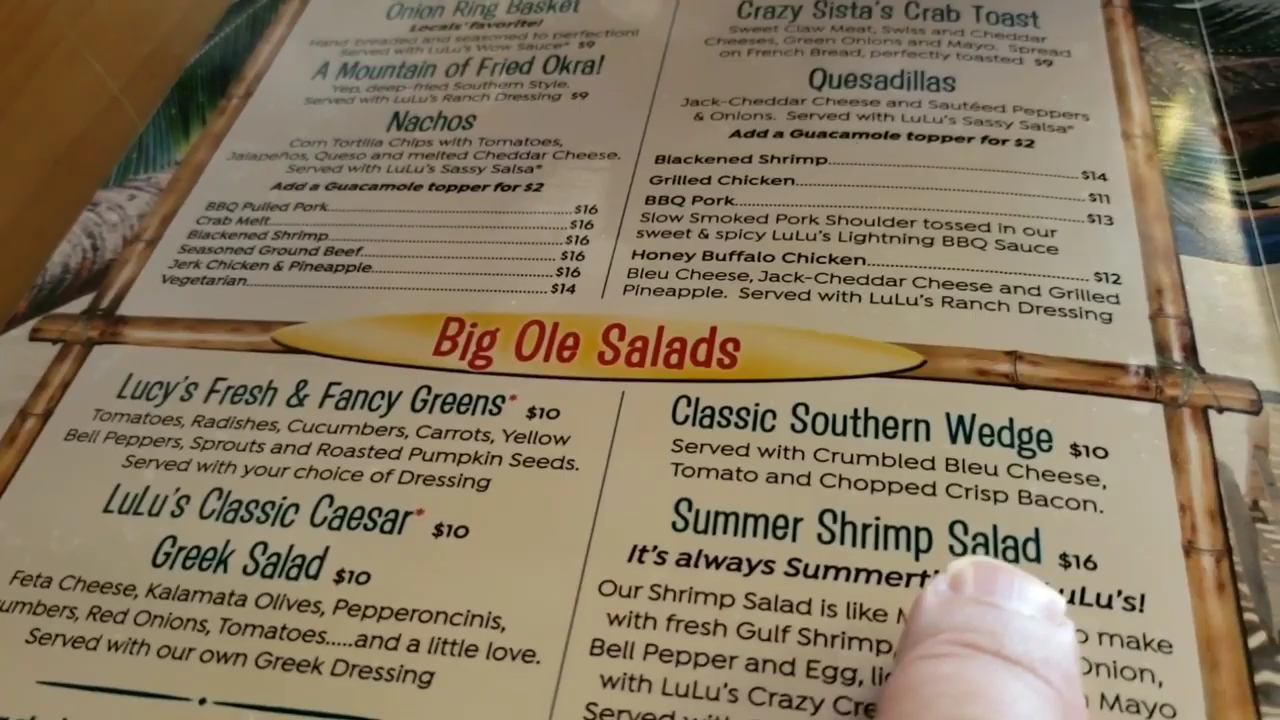 Onion Ring Basket
Locals' favorite!
Hand-breaded and seasoned to perfection!
Served with LuLu's Wow Sauce* $9
A Mountain of Fried Okra!
Yep, deep-fried Southern Style.
Served with LuLu's Ranch Dressing $9
Nachos
Corn Tortilla Chips with Tomatoes,
Jalapeños, Queso and melted Cheddar Cheese.
Served with LuLu's Sassy Salsa*
Add a Guacamole topper for $2
BBQ Pulled Pork $16
Crab Melt $16
Blackened Shrimp $16
Seasoned Ground Beef $16
Jerk Chicken & Pineapple $16
Vegetarian $14
Crazy Sista's Crab Toast
Sweet Claw Meat, Swiss and Cheddar
Cheeses, Green Onions and Mayo. Spread
on French Bread, perfectly toasted $9
Quesadillas
Jack-Cheddar Cheese and Sautéed Peppers
& Onions. Served with LuLu's Sassy Salsa*
Add a Guacamole topper for $2
Blackened Shrimp $14
Grilled Chicken $11
BBQ Pork $13
Slow Smoked Pork Shoulder tossed in our
sweet & spicy LuLu's Lightning BBQ Sauce
Honey Buffalo Chicken $12
Bleu Cheese, Jack-Cheddar Cheese and Grilled
Pineapple. Served with LuLu's Ranch Dressing
Big Ole Salads
Lucy's Fresh & Fancy Greens* $10
Tomatoes, Radishes, Cucumbers, Carrots, Yellow
Bell Peppers, Sprouts and Roasted Pumpkin Seeds.
Served with your choice of Dressing
LuLu's Classic Caesar* $10
Greek Salad $10
Feta Cheese, Kalamata Olives, Pepperoncinis,
umbers, Red Onions, Tomatoes.....and a little love.
Served with our own Greek Dressing
Classic Southern Wedge $10
Served with Crumbled Bleu Cheese,
Tomato and Chopped Crisp Bacon.
Summer Shrimp Salad $16
It's always Summert uLu's!
Our Shrimp Salad is like make
with fresh Gulf Shrimp, Onion,
Bell Pepper and Egg, Mayo
with LuLu's Crazy
Served